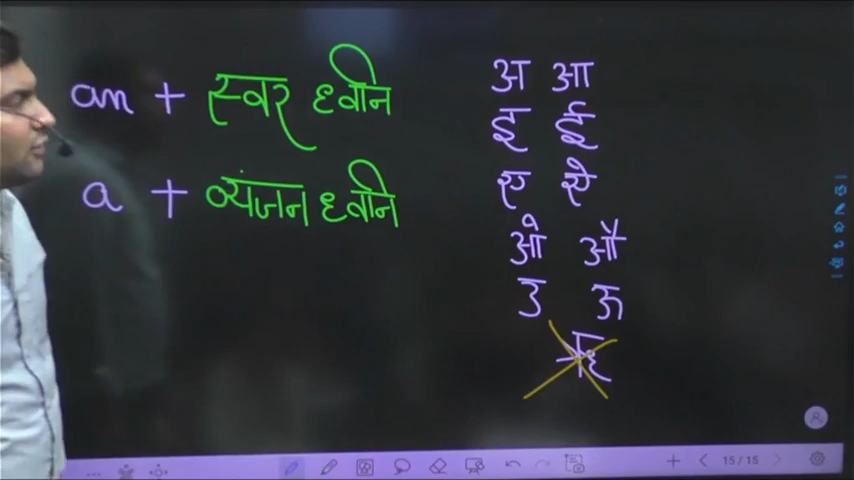 an + स्वर ध्वनि
a + व्यंजन ध्वनि
अ आ
इ ई
ए ऐ
ओ औ
उ ऊ
ऋ
15/15